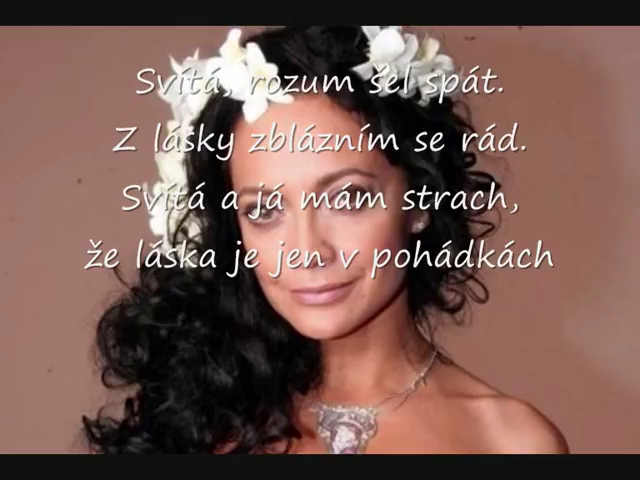 Svítá, rozum šel spát.
Z lásky zblázním se rád.
Svítá a já mám strach,
že láska je jen v pohádkách